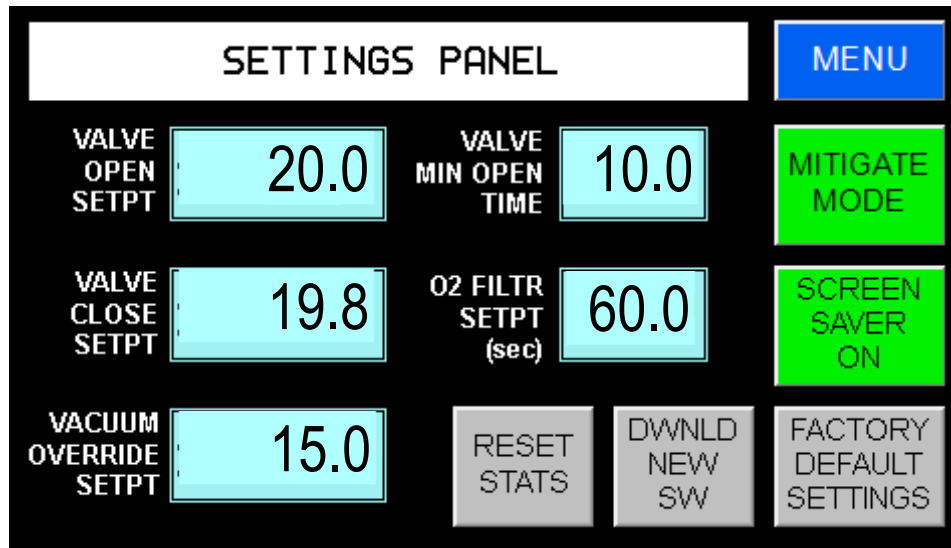 SETTINGS PANEL
MENU
VALVE
OPEN
SETPT
20.0
VALVE
MIN OPEN
TIME
10.0
MITIGATE
MODE
VALVE
CLOSE
SETPT
19.8
O2 FILTR
SETPT
(sec)
60.0
SCREEN
SAVER
ON
VACUUM
OVERRIDE
SETPT
15.0
RESET
STATS
DWNLD
NEW
SW
FACTORY
DEFAULT
SETTINGS